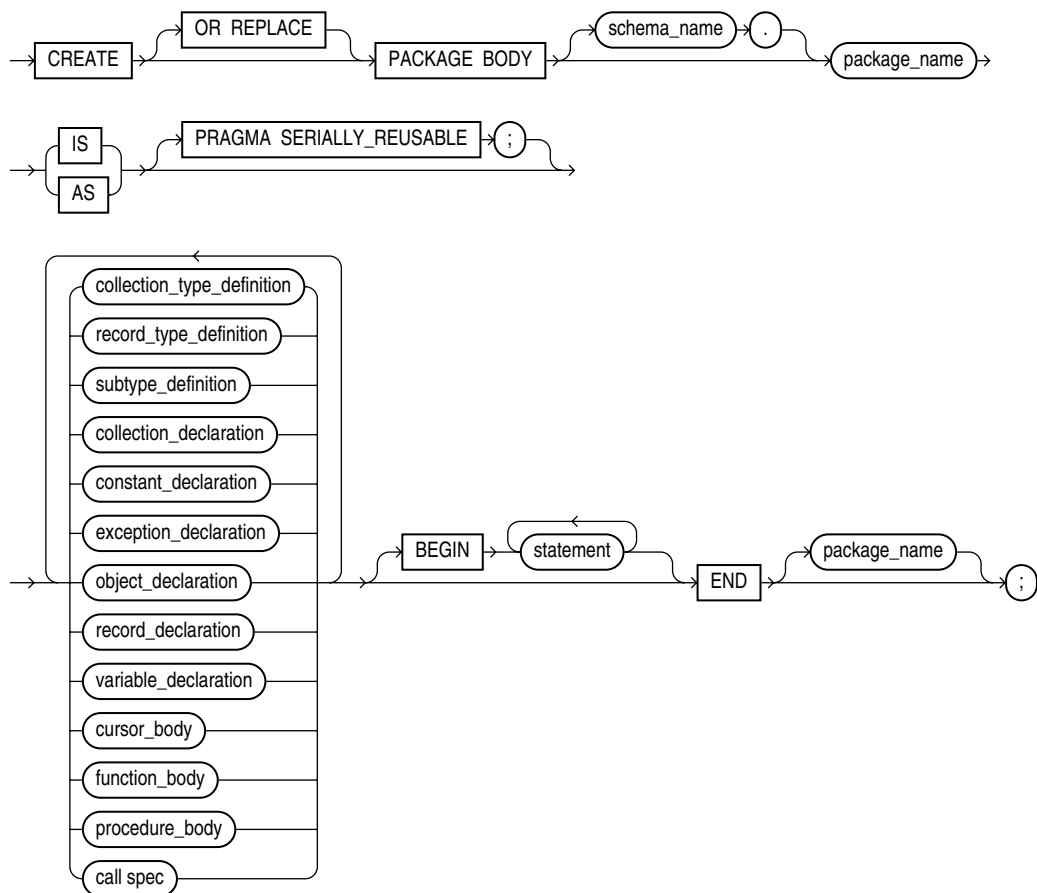 OR REPLACE
schema_name .
CREATE
PACKAGE BODY
package_name
IS
PRAGMA SERIALLY_REUSABLE ;
AS
collection_type_definition
record_type_definition
subtype_definition
collection_declaration
constant_declaration
exception_declaration
BEGIN
statement
package_name
object_declaration
END
;
record_declaration
variable_declaration
cursor_body
function_body
procedure_body
call spec